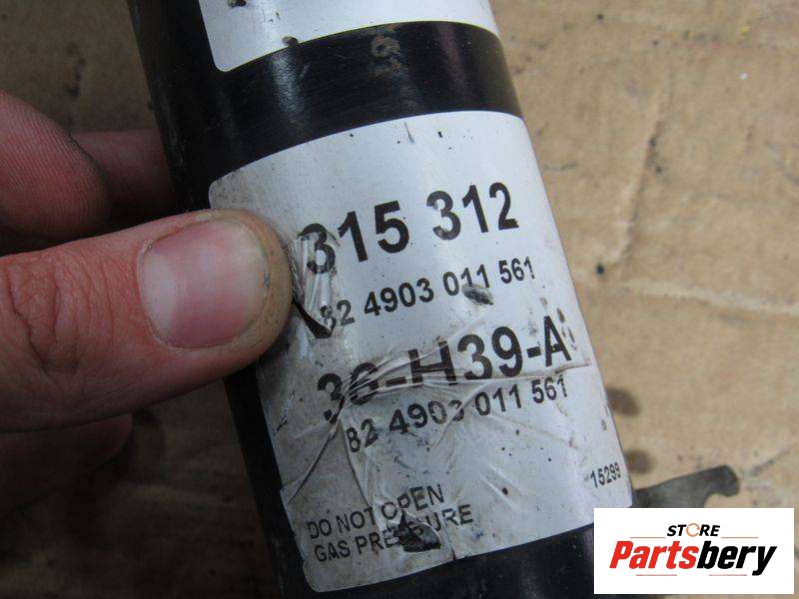 315 312
82 4903 011 561
36-H39-A
82 4903 011 561
15299
DO NOT OPEN
GAS PRESSURE
STORE
Partsbery